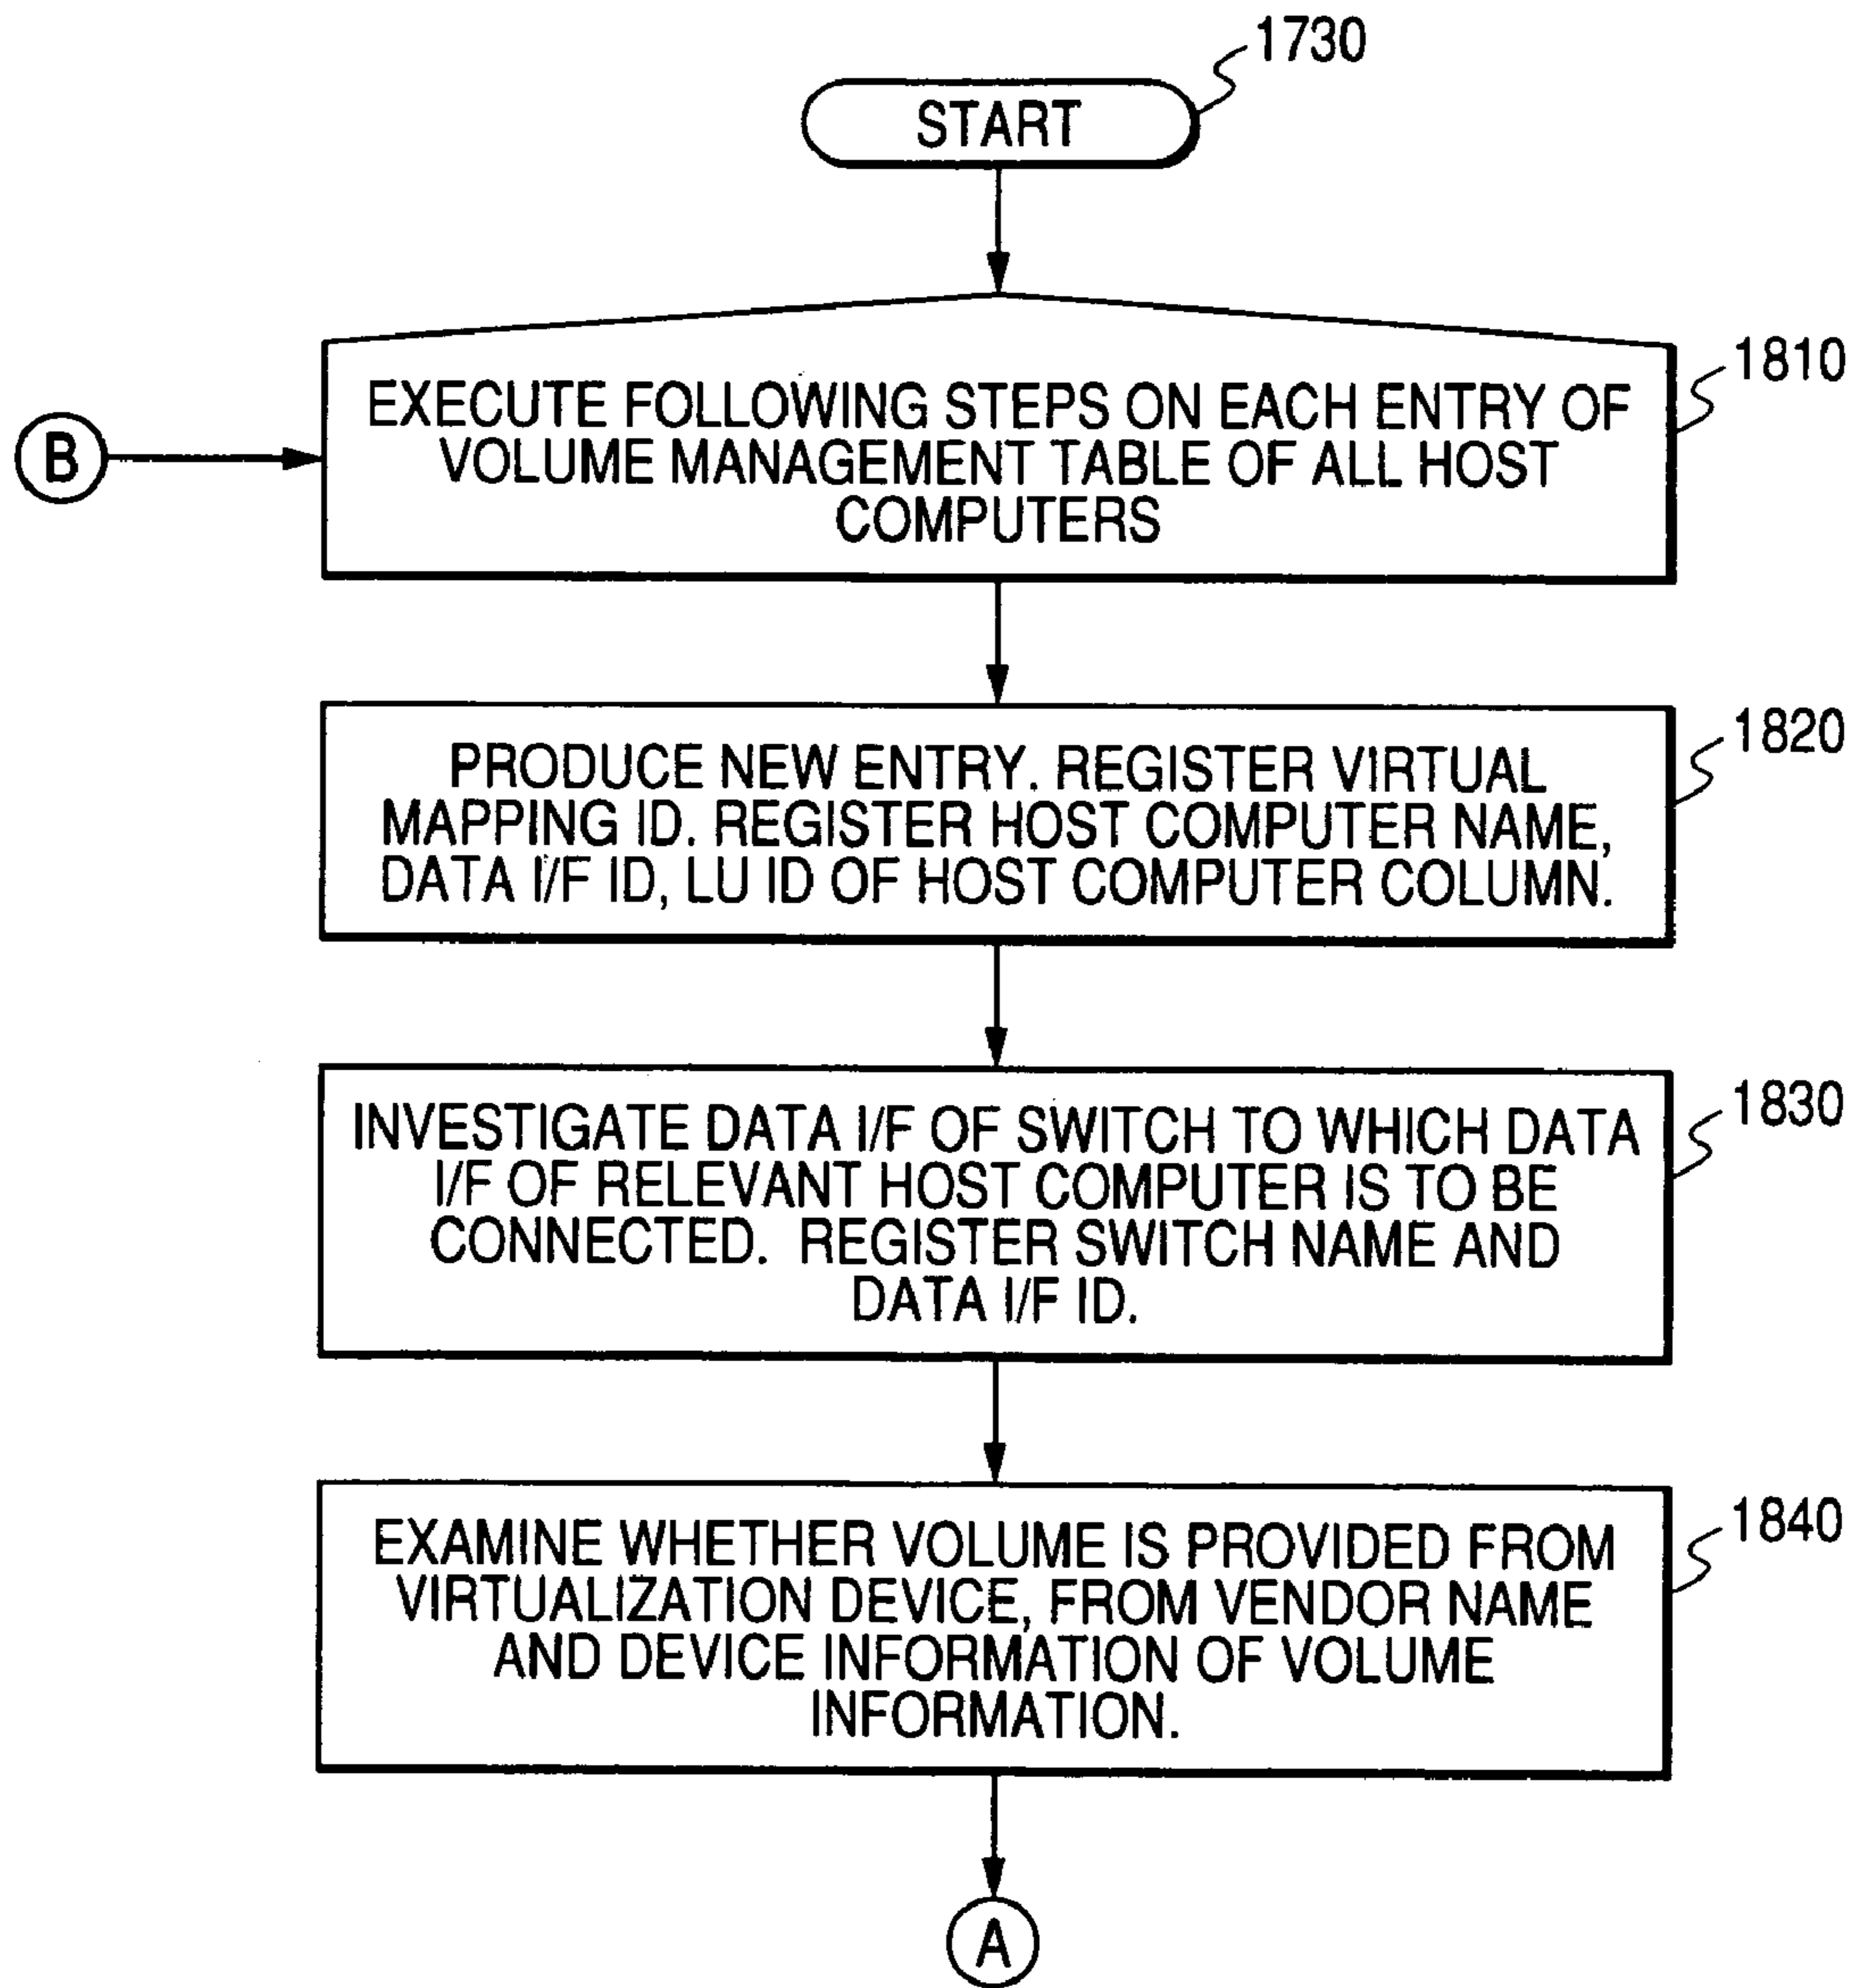 1730
START
1810
EXECUTE FOLLOWING STEPS ON EACH ENTRY OF
VOLUME MANAGEMENT TABLE OF ALL HOST
COMPUTERS
B
1820
PRODUCE NEW ENTRY. REGISTER VIRTUAL
MAPPING ID. REGISTER HOST COMPUTER NAME,
DATA I/F ID, LU ID OF HOST COMPUTER COLUMN.
1830
INVESTIGATE DATA I/F OF SWITCH TO WHICH DATA
I/F OF RELEVANT HOST COMPUTER IS TO BE
CONNECTED. REGISTER SWITCH NAME AND
DATA I/F ID.
1840
EXAMINE WHETHER VOLUME IS PROVIDED FROM
VIRTUALIZATION DEVICE, FROM VENDOR NAME
AND DEVICE INFORMATION OF VOLUME
INFORMATION.
A